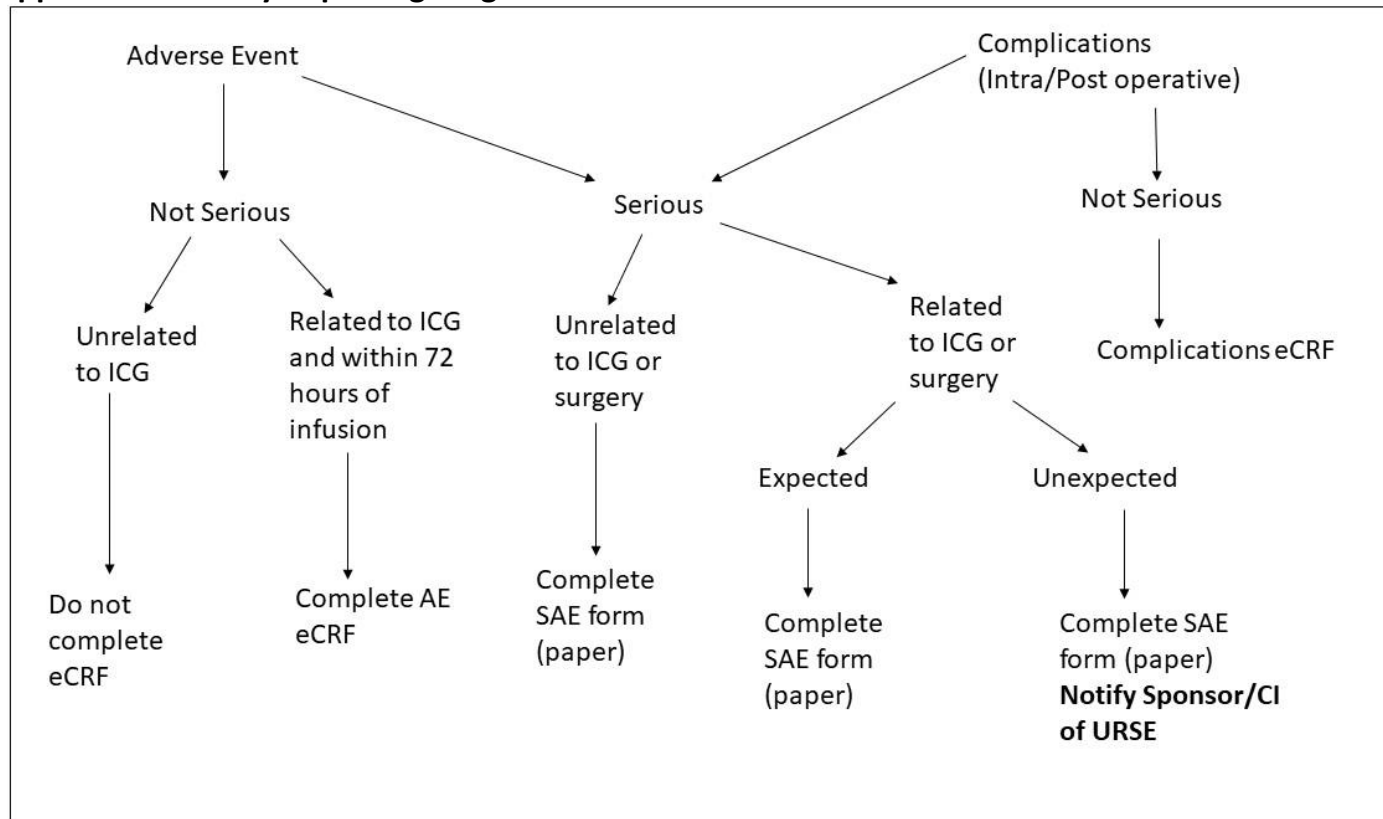 Adverse Event
Complications
(Intra/Post operative)
Not Serious
Serious
Not Serious
Unrelated
to ICG
Related to ICG
and within 72
hours of
infusion
Unrelated
to ICG or
surgery
Related
to ICG or
surgery
Complications eCRF
Expected
Unexpected
Do not
complete
eCRF
Complete AE
eCRF
Complete
SAE form
(paper)
Complete
SAE form
(paper)
Complete SAE
form (paper)
Notify Sponsor/CI
of URSE